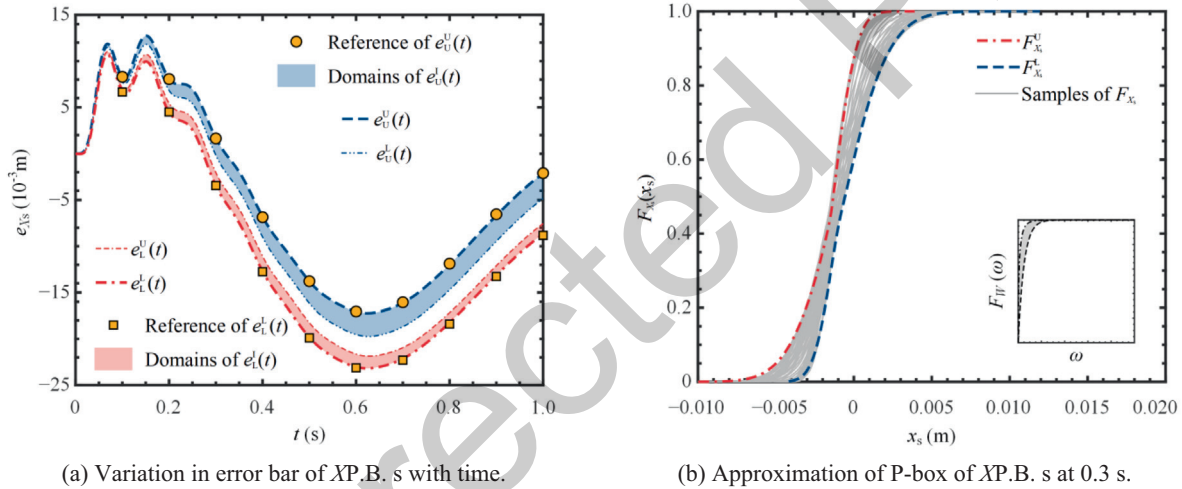 15
5
−5
−15
−25
0
0.2
0.4
0.6
0.8
1.0
e_Xs (10⁻³m)
t (s)
Reference of e_U^U(t)
Domains of e_U^I(t)
e_U^U(t)
e_U^L(t)
e_L^U(t)
e_L^L(t)
Reference of e_L^L(t)
Domains of e_L^I(t)
(a) Variation in error bar of XP.B. s with time.
1.0
0.8
0.6
0.4
0.2
0
−0.010
−0.005
0
0.005
0.010
0.015
0.020
F_Xs(x_s)
x_s (m)
F_Xs^U
F_Xs^L
Samples of F_Xs
F_W (ω)
ω
(b) Approximation of P-box of XP.B. s at 0.3 s.